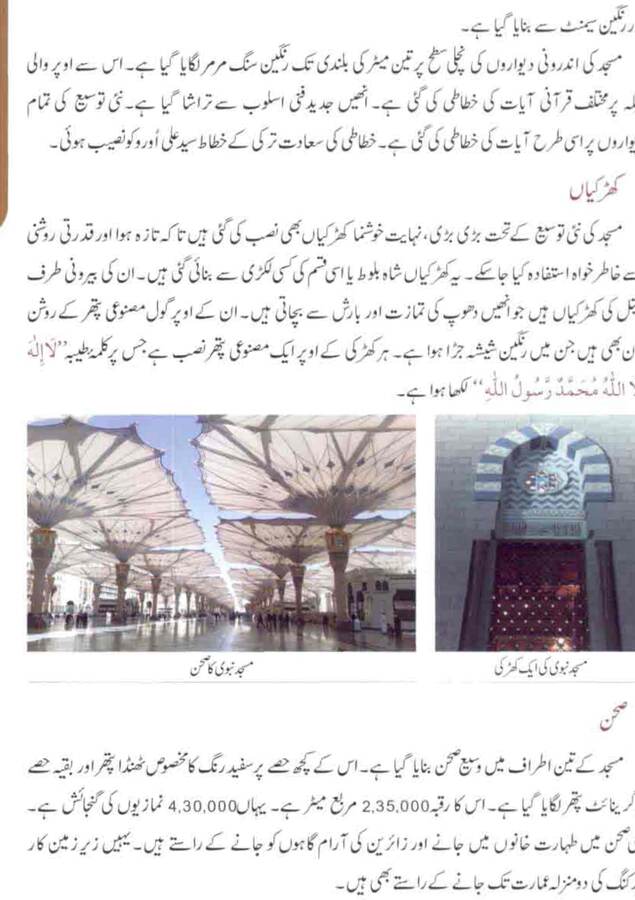 رنگین سیمنٹ سے بنایا گیا ہے۔
مسجد کی اندرونی دیواروں کی نچلی سطح پر تین میٹر کی بلندی تک رنگین سنگ مرمر لگایا گیا ہے۔ اس سے اوپر والی
پر مختلف قرآنی آیات کی خطاطی کی گئی ہے۔ انھیں جدید فنی اسلوب سے تراشا گیا ہے۔ نئی توسیع کی تمام
پر اسی طرح آیات کی خطاطی کی گئی ہے۔ خطاطی کی سعادت ترکی کے خطاط سید علی اُورو کو نصیب ہوئی۔
کھڑکیاں
مسجد کی نئی توسیع کے تحت بڑی بڑی، نہایت خوشنما کھڑکیاں بھی نصب کی گئی ہیں تاکہ تازہ ہوا اور قدرتی روشنی
سے خاطر خواہ استفادہ کیا جا سکے۔ یہ کھڑکیاں شاہ بلوط یا اسی قسم کی کسی لکڑی سے بنائی گئی ہیں۔ ان کی بیرونی طرف
کی کھڑکیاں ہیں جو انھیں دھوپ کی تمازت اور بارش سے بچاتی ہیں۔ ان کے اوپر گول مصنوعی پتھر کے روشن
بھی ہیں جن میں رنگین شیشہ جڑا ہوا ہے۔ ہر کھڑکی کے اوپر ایک مصنوعی پتھر نصب ہے جس پر کلمۂ طیبہ ”لَا إِلٰهَ
اللّٰهُ مُحَمَّدٌ رَّسُولُ اللّٰهِ“ لکھا ہوا ہے۔
مسجد نبوی کی ایک کھڑکی
مسجد نبوی کا صحن
صحن
مسجد کے تین اطراف میں وسیع صحن بنایا گیا ہے۔ اس کے کچھ حصے پر سفید رنگ کا مخصوص ٹھنڈا پتھر اور بقیہ حصے
گرینائٹ پتھر لگایا گیا ہے۔ اس کا رقبہ 2,35,000 مربع میٹر ہے۔ یہاں 4,30,000 نمازیوں کی گنجائش ہے۔
صحن میں طہارت خانوں میں جانے اور زائرین کی آرام گاہوں کو جانے کے راستے ہیں۔ یہیں زیر زمین کار
کی دو منزلہ عمارت تک جانے کے راستے بھی ہیں۔